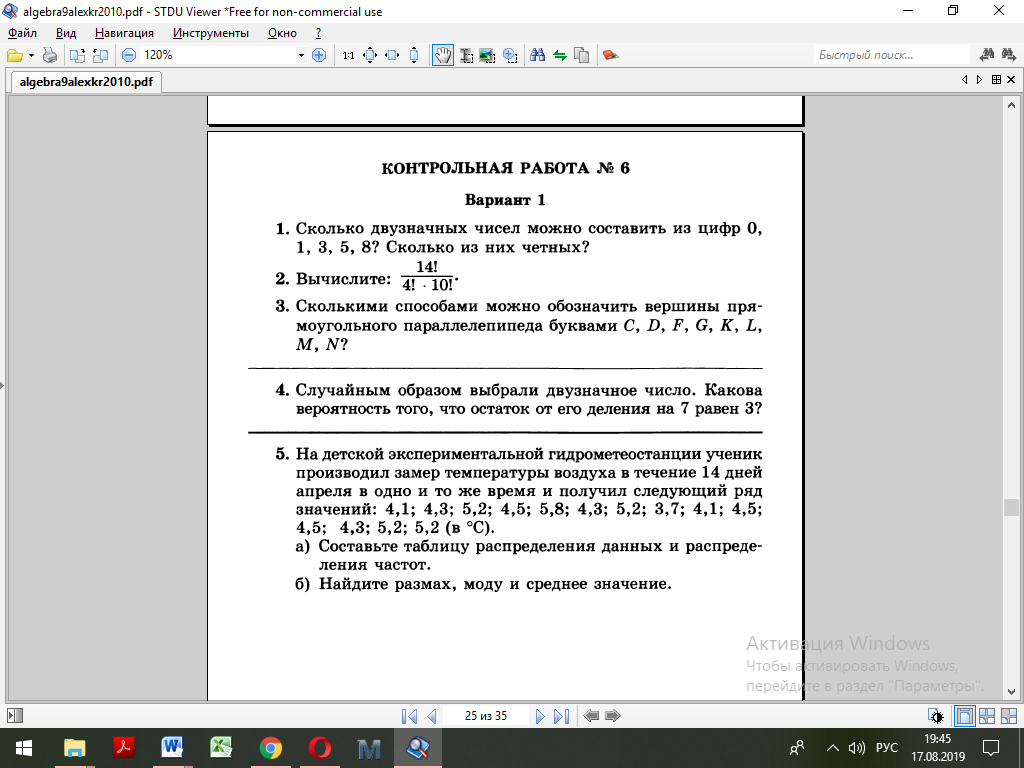 algebra9alexkr2010.pdf - STDU Viewer *Free for non-commercial use
Файл Вид Навигация Инструменты Окно ?
120% 1:1 Быстрый поиск...
algebra9alexkr2010.pdf
КОНТРОЛЬНАЯ РАБОТА № 6
Вариант 1
1. Сколько двузначных чисел можно составить из цифр 0,
1, 3, 5, 8? Сколько из них четных?
2. Вычислите: 14! / 4! · 10! .
3. Сколькими способами можно обозначить вершины пря-
моугольного параллелепипеда буквами C, D, F, G, K, L,
M, N?
4. Случайным образом выбрали двузначное число. Какова
вероятность того, что остаток от его деления на 7 равен 3?
5. На детской экспериментальной гидрометеостанции ученик
производил замер температуры воздуха в течение 14 дней
апреля в одно и то же время и получил следующий ряд
значений: 4,1; 4,3; 5,2; 4,5; 5,8; 4,3; 5,2; 3,7; 4,1; 4,5;
4,5; 4,3; 5,2; 5,2 (в °С).
а) Составьте таблицу распределения данных и распреде-
ления частот.
б) Найдите размах, моду и среднее значение.
Активация Windows
Чтобы активировать Windows,
перейдите в раздел "Параметры".
25 из 35
РУС
19:45
17.08.2019